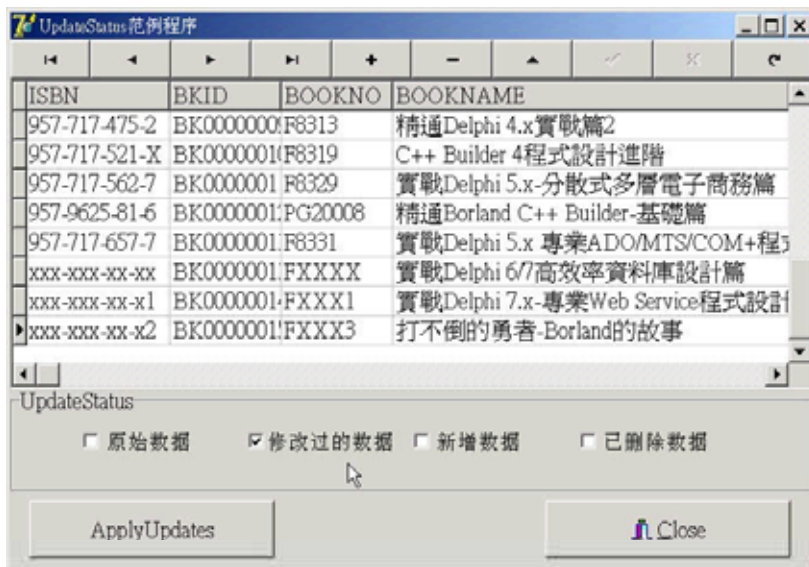 UpdateStatus范例程序
ISBN BKID BOOKNO BOOKNAME
957-717-475-2 BK00000009 F8313 精通Delphi 4.x實戰篇2
957-717-521-X BK0000001 F8319 C++ Builder 4程式設計進階
957-717-562-7 BK0000001 F8329 實戰Delphi 5.x-分散式多層電子商務篇
957-9625-81-6 BK0000001 PG20008 精通Borland C++ Builder-基礎篇
957-717-657-7 BK0000001 F8331 實戰Delphi 5.x 專業ADO/MTS/COM+程式
xxx-xxx-xx-xx BK0000001 FXXXX 實戰Delphi 6/7高效率資料庫設計篇
xxx-xxx-xx-x1 BK0000001 FXXX1 實戰Delphi 7.x-專業Web Service程式設計
xxx-xxx-xx-x2 BK0000001 FXXX3 打不倒的勇者-Borland的故事
UpdateStatus
原始数据 修改过的数据 新增数据 已删除数据
ApplyUpdates Close